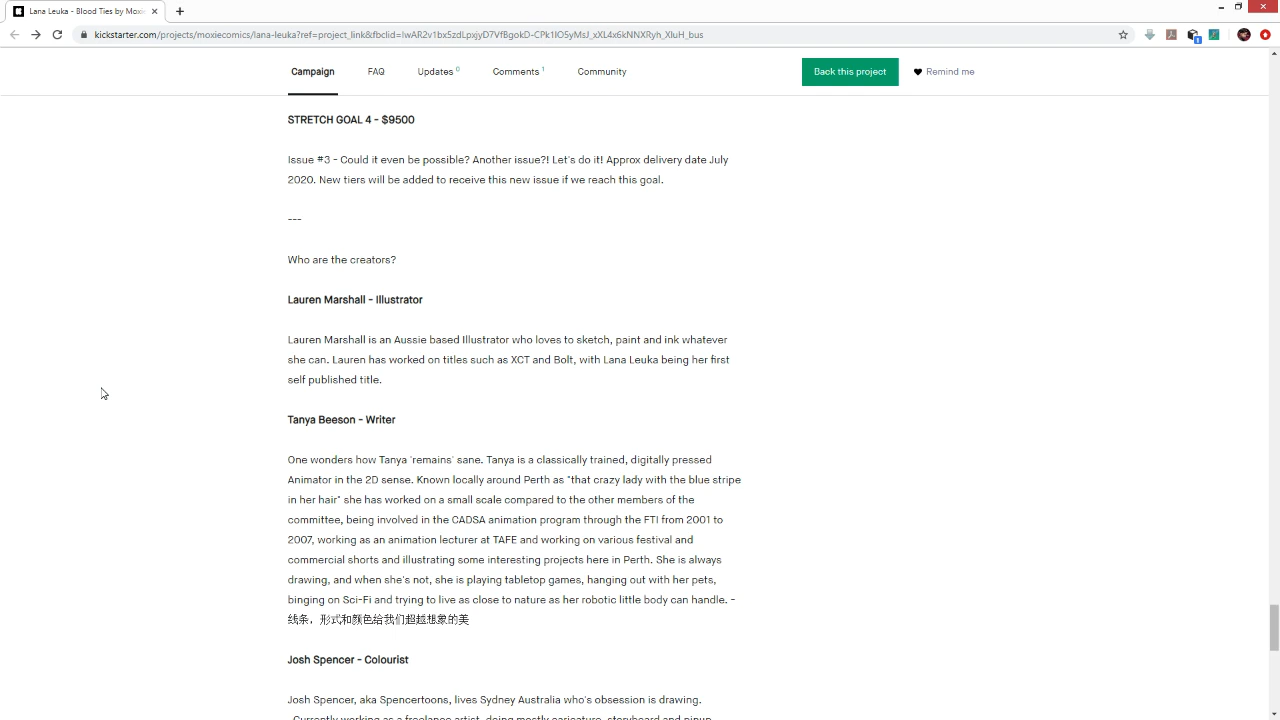 Lana Leuka - Blood Ties by Moxie
kickstarter.com/projects/moxiecomics/lana-leuka?ref=project_link&fbclid=IwAR2v1bx5zdLpxjyD7VfBgokD-CPk1IO5yMsJ_xXL4x6kNNXRyh_XluH_bus
Campaign FAQ Updates 0 Comments 1 Community Back this project Remind me
STRETCH GOAL 4 - $9500
Issue #3 - Could it even be possible? Another issue?! Let's do it! Approx delivery date July
2020. New tiers will be added to receive this new issue if we reach this goal.
---
Who are the creators?
Lauren Marshall - Illustrator
Lauren Marshall is an Aussie based Illustrator who loves to sketch, paint and ink whatever
she can. Lauren has worked on titles such as XCT and Bolt, with Lana Leuka being her first
self published title.
Tanya Beeson - Writer
One wonders how Tanya 'remains' sane. Tanya is a classically trained, digitally pressed
Animator in the 2D sense. Known locally around Perth as "that crazy lady with the blue stripe
in her hair" she has worked on a small scale compared to the other members of the
committee, being involved in the CADSA animation program through the FTI from 2001 to
2007, working as an animation lecturer at TAFE and working on various festival and
commercial shorts and illustrating some interesting projects here in Perth. She is always
drawing, and when she's not, she is playing tabletop games, hanging out with her pets,
binging on Sci-Fi and trying to live as close to nature as her robotic little body can handle. -
线条，形式和颜色给我们超越想象的美
Josh Spencer - Colourist
Josh Spencer, aka Spencertoons, lives Sydney Australia who's obsession is drawing.
Currently working as a freelance artist, doing mostly caricature, storyboard and pinup